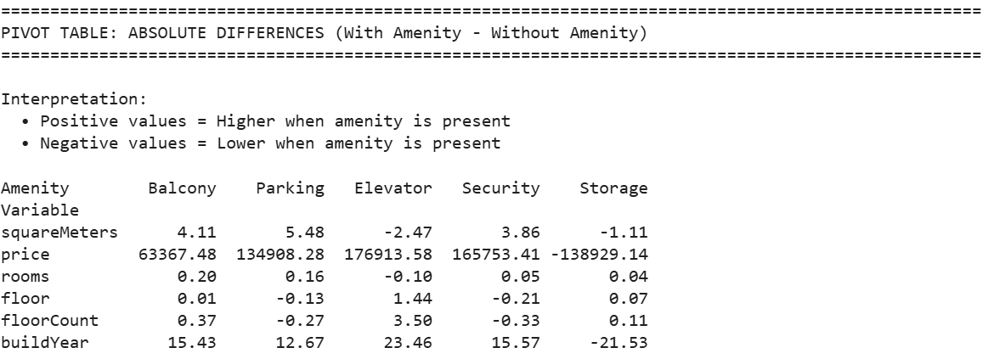 ====================================================================================================
PIVOT TABLE: ABSOLUTE DIFFERENCES (With Amenity - Without Amenity)
====================================================================================================
Interpretation:
  • Positive values = Higher when amenity is present
  • Negative values = Lower when amenity is present
Amenity        Balcony    Parking   Elevator   Security    Storage
Variable
squareMeters      4.11       5.48      -2.47       3.86      -1.11
price         63367.48  134908.28  176913.58  165753.41 -138929.14
rooms             0.20       0.16      -0.10       0.05       0.04
floor             0.01      -0.13       1.44      -0.21       0.07
floorCount        0.37      -0.27       3.50      -0.33       0.11
buildYear        15.43      12.67      23.46      15.57     -21.53